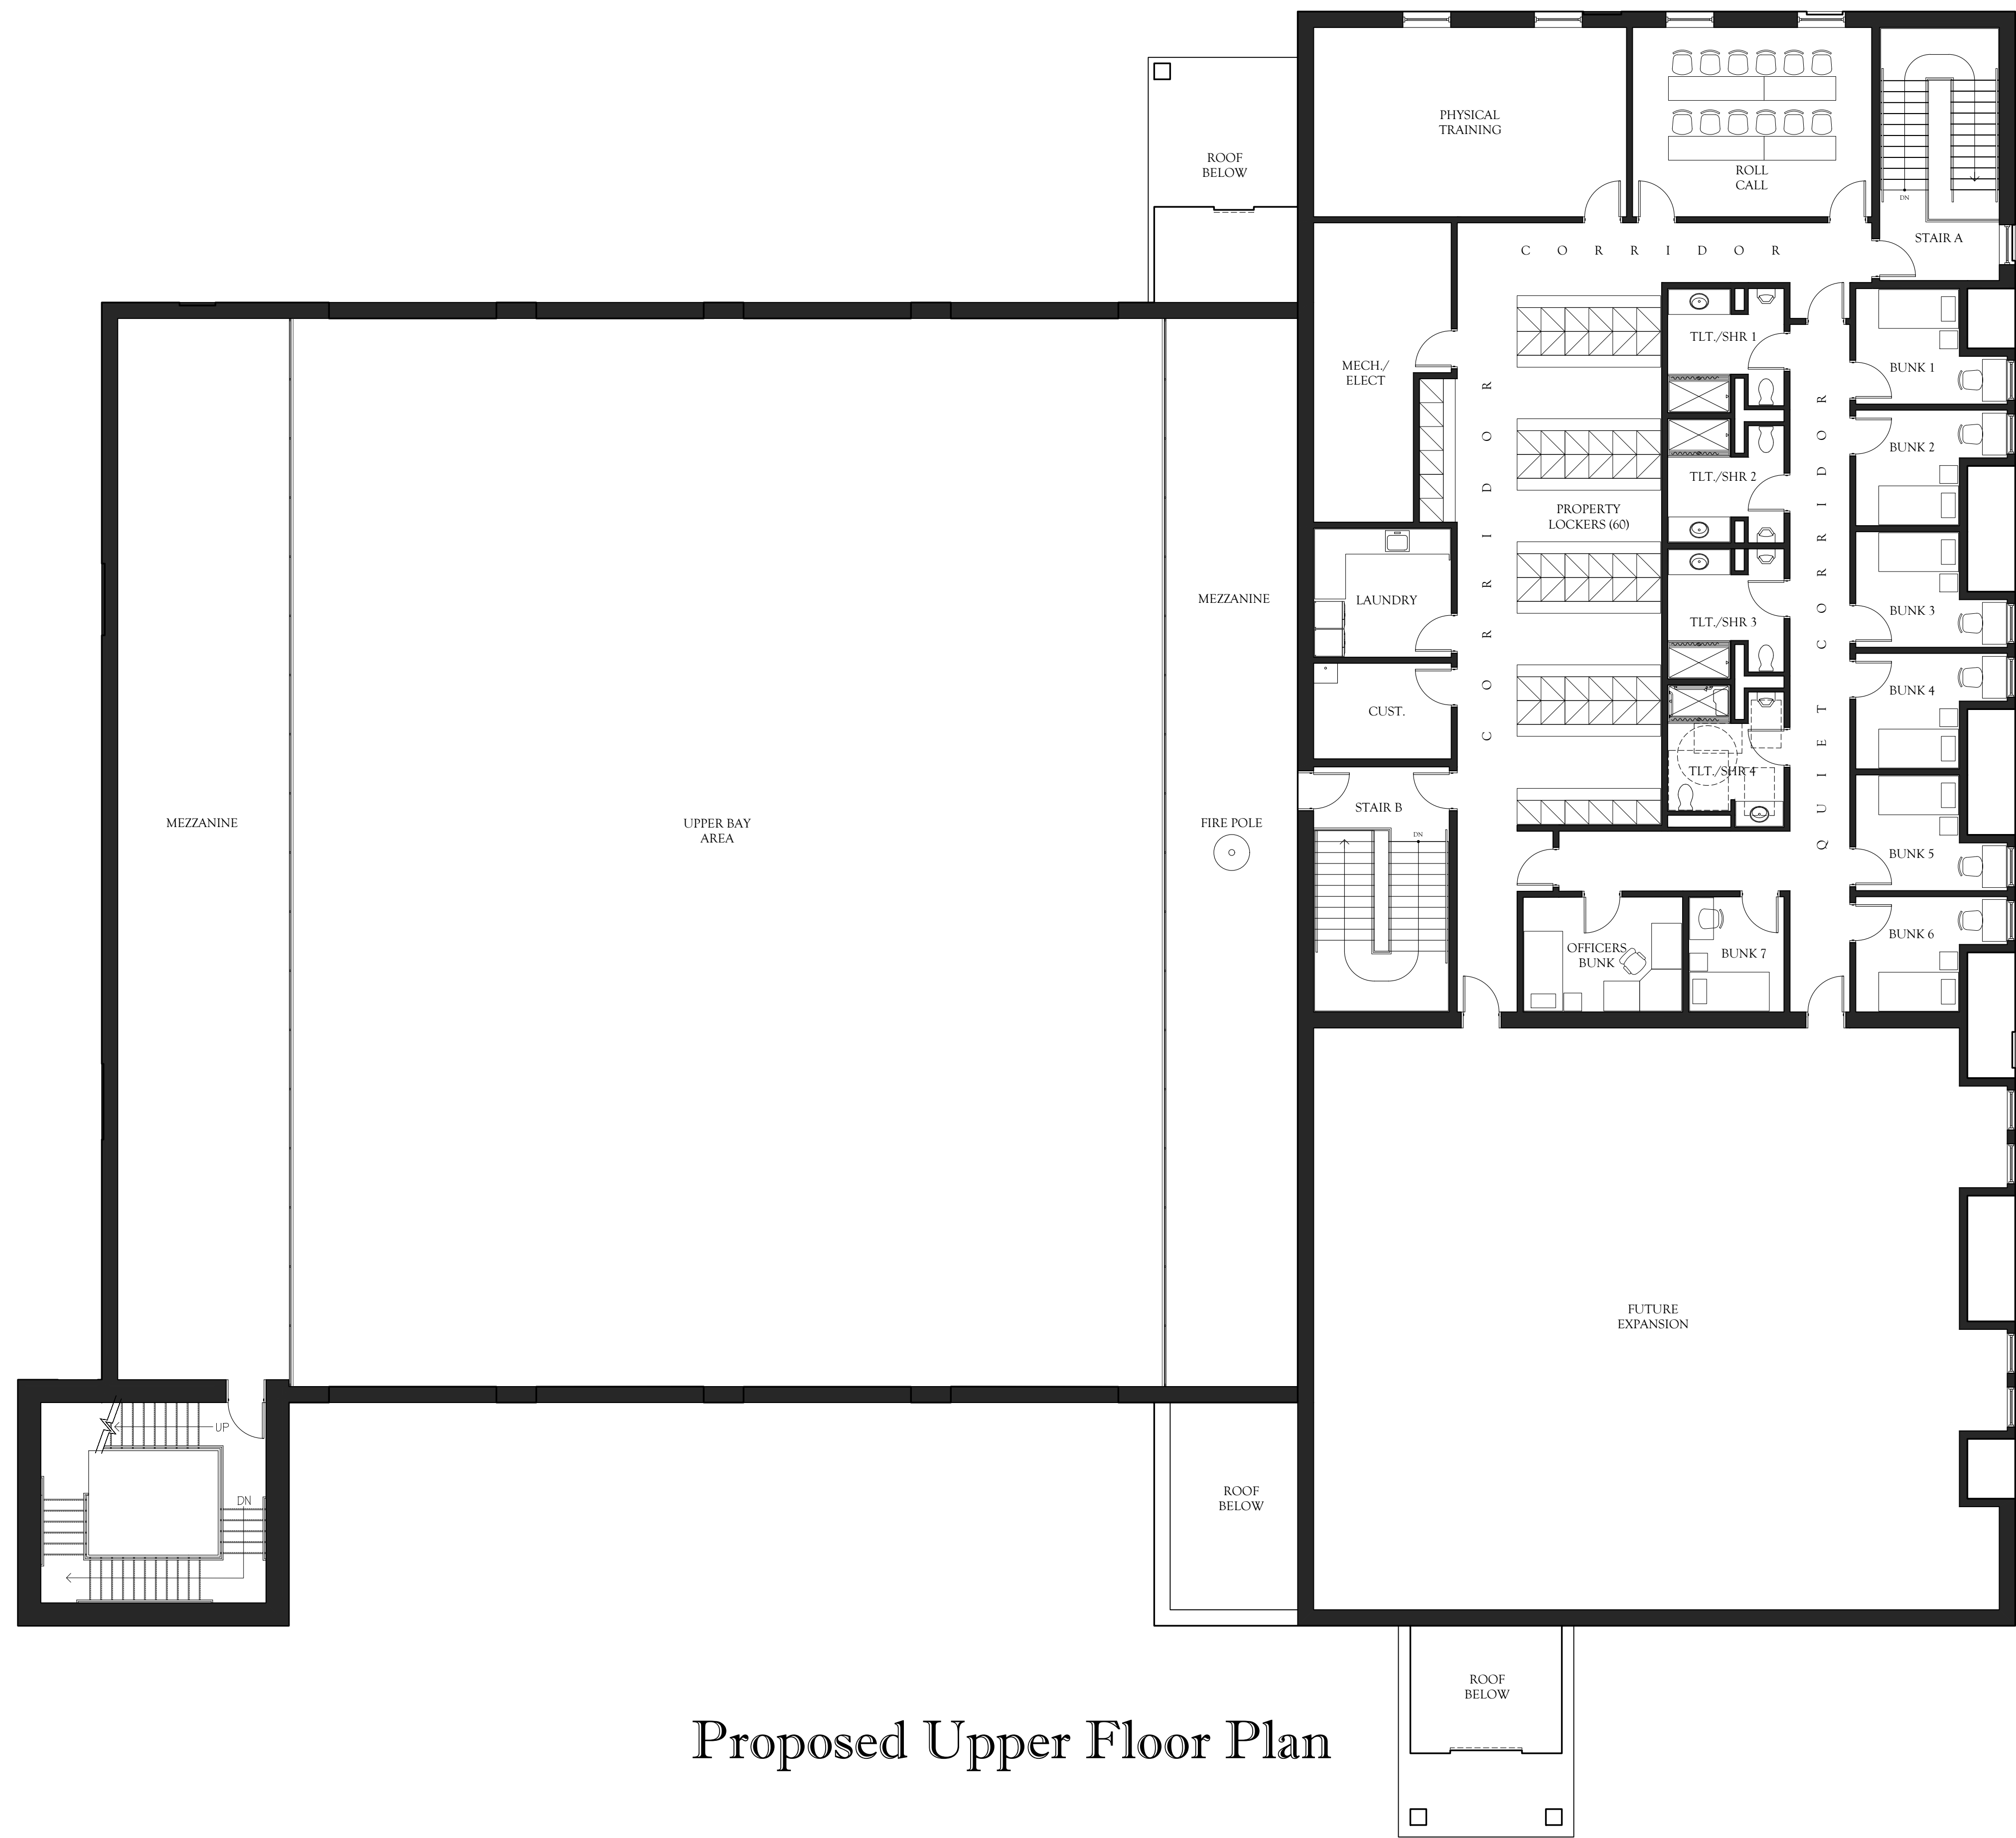 PHYSICAL
TRAINING
ROLL
CALL
ROOF
BELOW
DN
STAIR A
C O R R I D O R
MECH./
ELECT
C O R R I D O R
PROPERTY
LOCKERS (60)
TLT./SHR 1
TLT./SHR 2
TLT./SHR 3
TLT./SHR 4
QUIET CORRIDOR
BUNK 1
BUNK 2
BUNK 3
BUNK 4
BUNK 5
BUNK 6
BUNK 7
OFFICERS
BUNK
LAUNDRY
CUST.
STAIR B
DN
MEZZANINE
FIRE POLE
UPPER BAY
AREA
MEZZANINE
FUTURE
EXPANSION
UP
DN
ROOF
BELOW
ROOF
BELOW
Proposed Upper Floor Plan